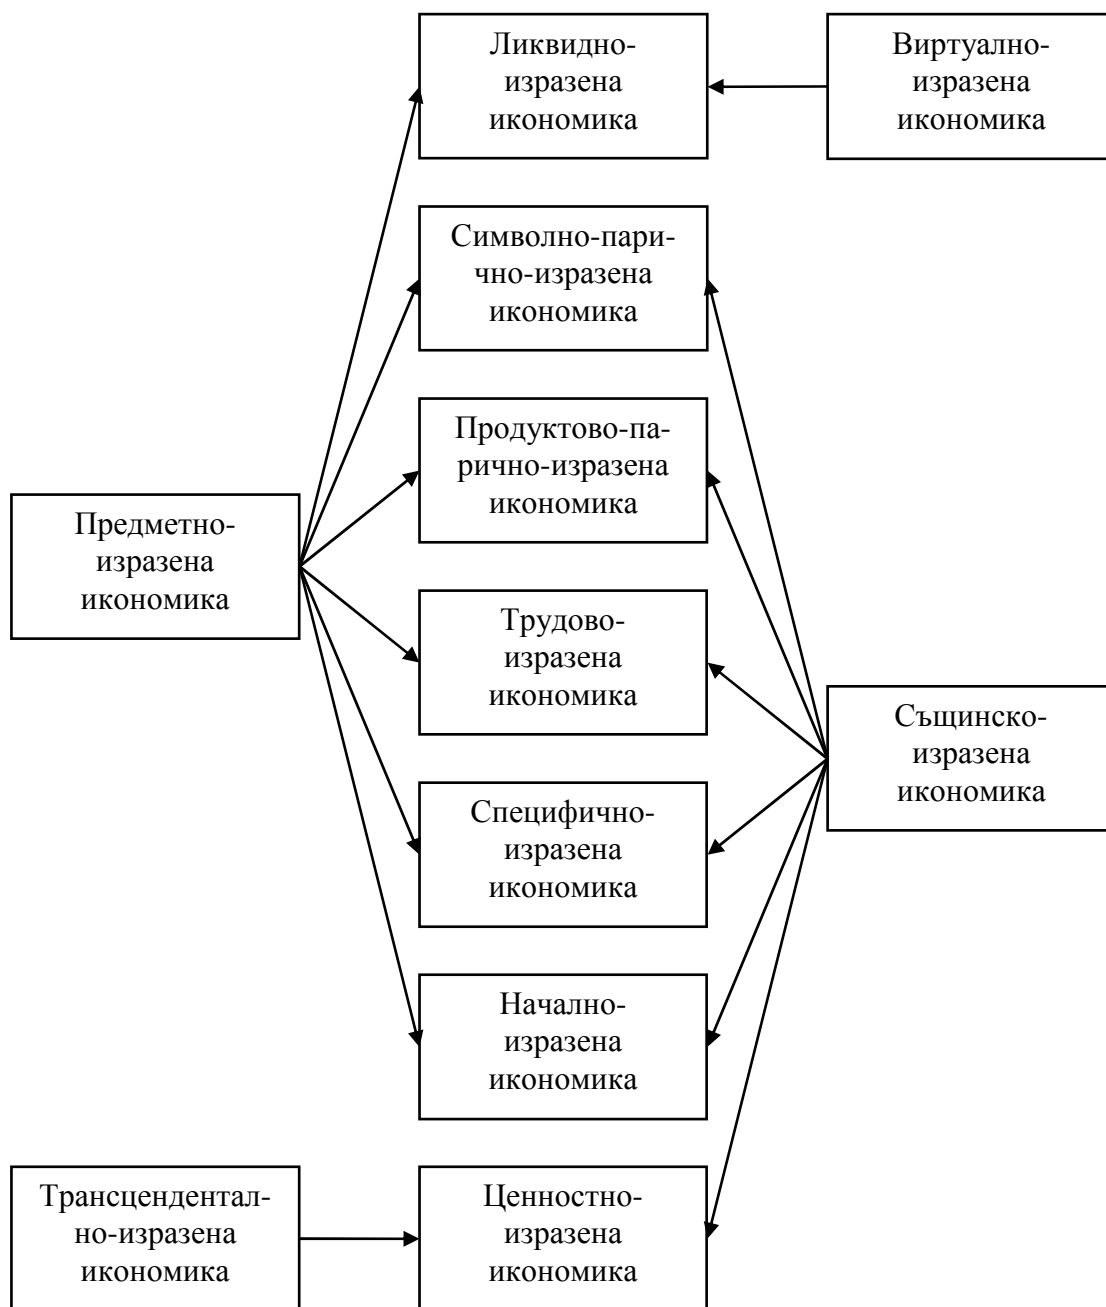 Ликвидно-
изразена
икономика
Виртуално-
изразена
икономика
Символно-пари-
чно-изразена
икономика
Продуктово-па-
рично-изразена
икономика
Предметно-
изразена
икономика
Трудово-
изразена
икономика
Същинско-
изразена
икономика
Специфично-
изразена
икономика
Начално-
изразена
икономика
Трансцендентал-
но-изразена
икономика
Ценностно-
изразена
икономика